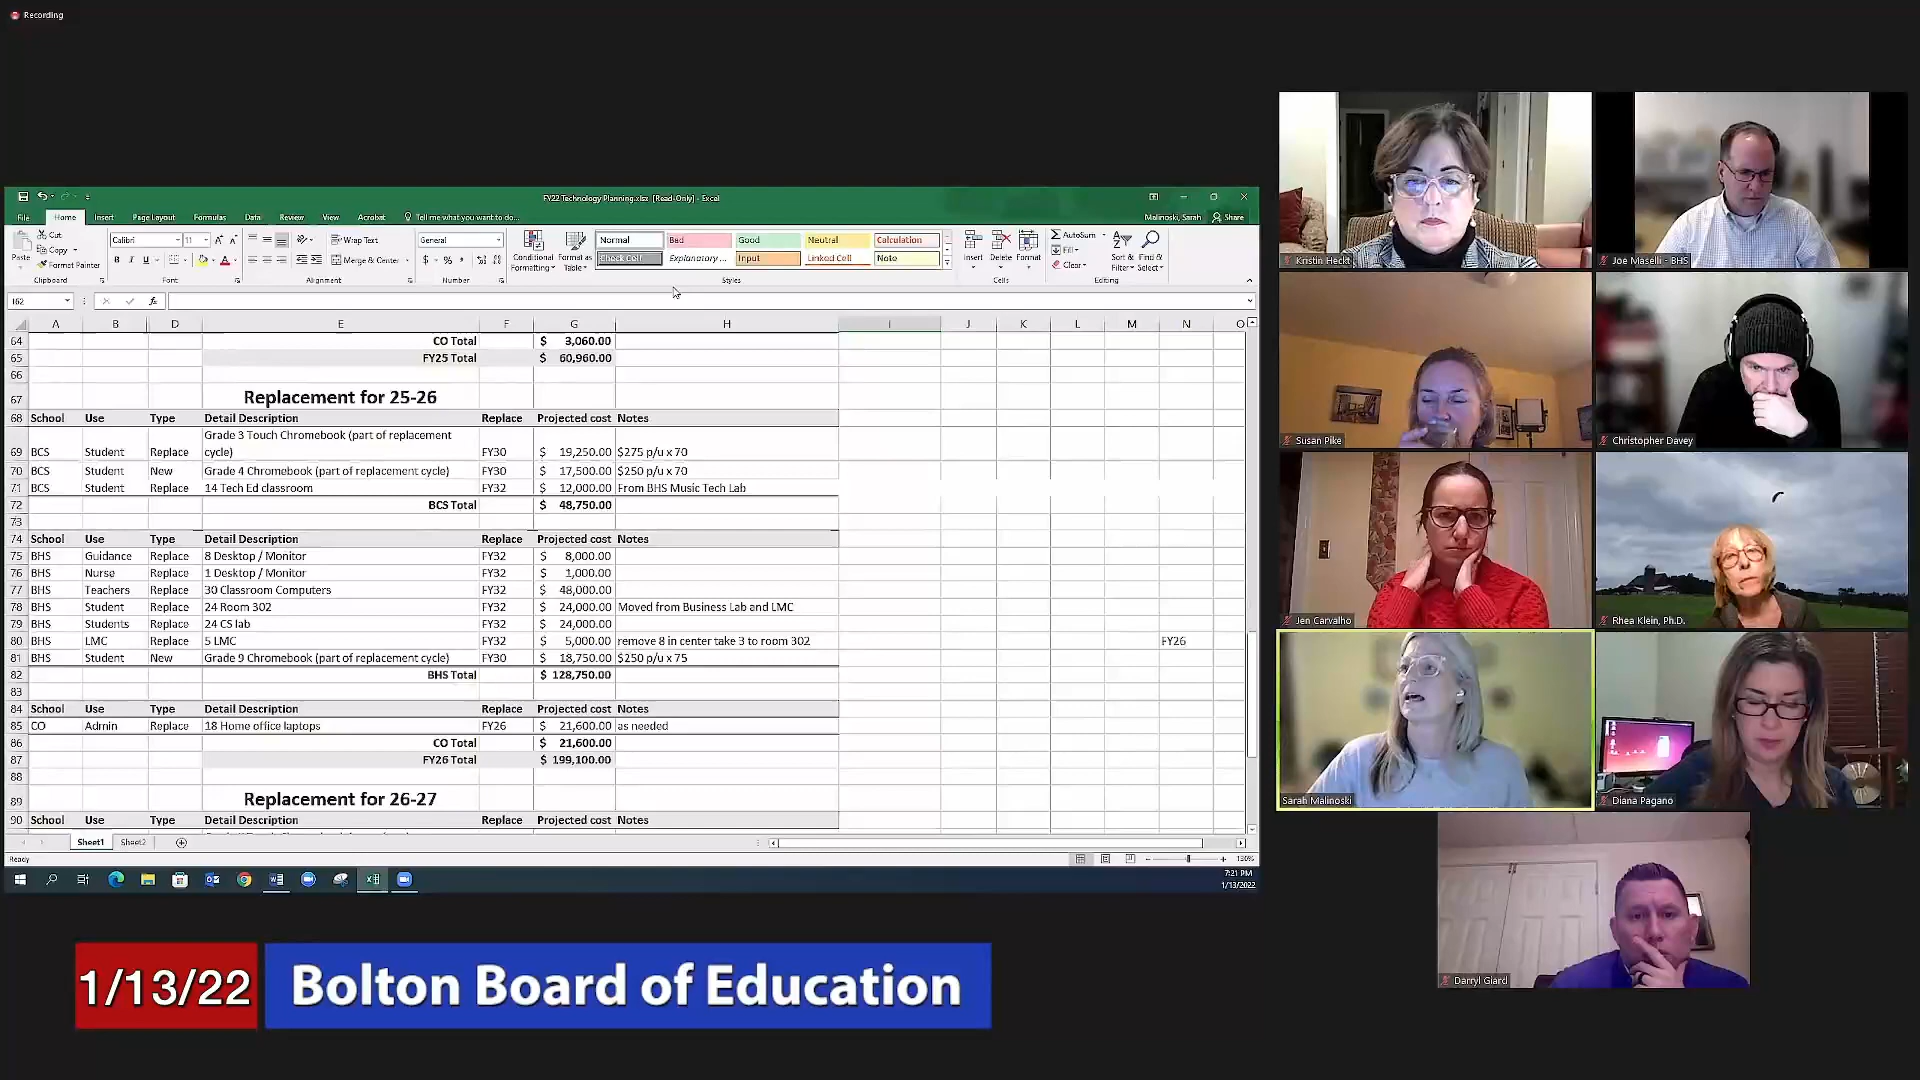 Recording
FY22 Technology Planning.xlsx [Read-Only] - Excel
File Home Insert Page Layout Formulas Data Review View Acrobat Tell me what you want to do... Malinoski, Sarah Share
Paste Cut Copy Format Painter Clipboard
Calibri 11 B I U Font
Wrap Text Merge & Center Alignment
General $ % Number
Conditional Formatting Format as Table
Normal Bad Good Neutral Calculation
Check Cell Explanatory ... Input Linked Cell Note
Styles
Insert Delete Format Cells
AutoSum Fill Clear Sort & Filter Find & Select Editing
I62 fx
A B D E F G H I J K L M N O
64 CO Total $ 3,060.00
65 FY25 Total $ 60,960.00
66
67 Replacement for 25-26
68 School Use Type Detail Description Replace Projected cost Notes
69 BCS Student Replace Grade 3 Touch Chromebook (part of replacement cycle) FY30 $ 19,250.00 $275 p/u x 70
70 BCS Student New Grade 4 Chromebook (part of replacement cycle) FY30 $ 17,500.00 $250 p/u x 70
71 BCS Student Replace 14 Tech Ed classroom FY32 $ 12,000.00 From BHS Music Tech Lab
72 BCS Total $ 48,750.00
73
74 School Use Type Detail Description Replace Projected cost Notes
75 BHS Guidance Replace 8 Desktop / Monitor FY32 $ 8,000.00
76 BHS Nurse Replace 1 Desktop / Monitor FY32 $ 1,000.00
77 BHS Teachers Replace 30 Classroom Computers FY32 $ 48,000.00
78 BHS Student Replace 24 Room 302 FY32 $ 24,000.00 Moved from Business Lab and LMC
79 BHS Students Replace 24 CS lab FY32 $ 24,000.00
80 BHS LMC Replace 5 LMC FY32 $ 5,000.00 remove 8 in center take 3 to room 302 FY26
81 BHS Student New Grade 9 Chromebook (part of replacement cycle) FY30 $ 18,750.00 $250 p/u x 75
82 BHS Total $ 128,750.00
83
84 School Use Type Detail Description Replace Projected cost Notes
85 CO Admin Replace 18 Home office laptops FY26 $ 21,600.00 as needed
86 CO Total $ 21,600.00
87 FY26 Total $ 199,100.00
88
89 Replacement for 26-27
90 School Use Type Detail Description Replace Projected cost Notes
Sheet1 Sheet2
Ready 130%
7:21 PM
1/13/2022
Kristin Heckt
Joe Maselli - BHS
Susan Pike
Christopher Davey
Jen Carvalho
Rhea Klein, Ph.D.
Sarah Malinoski
Diana Pagano
Darryl Giard
1/13/22 Bolton Board of Education